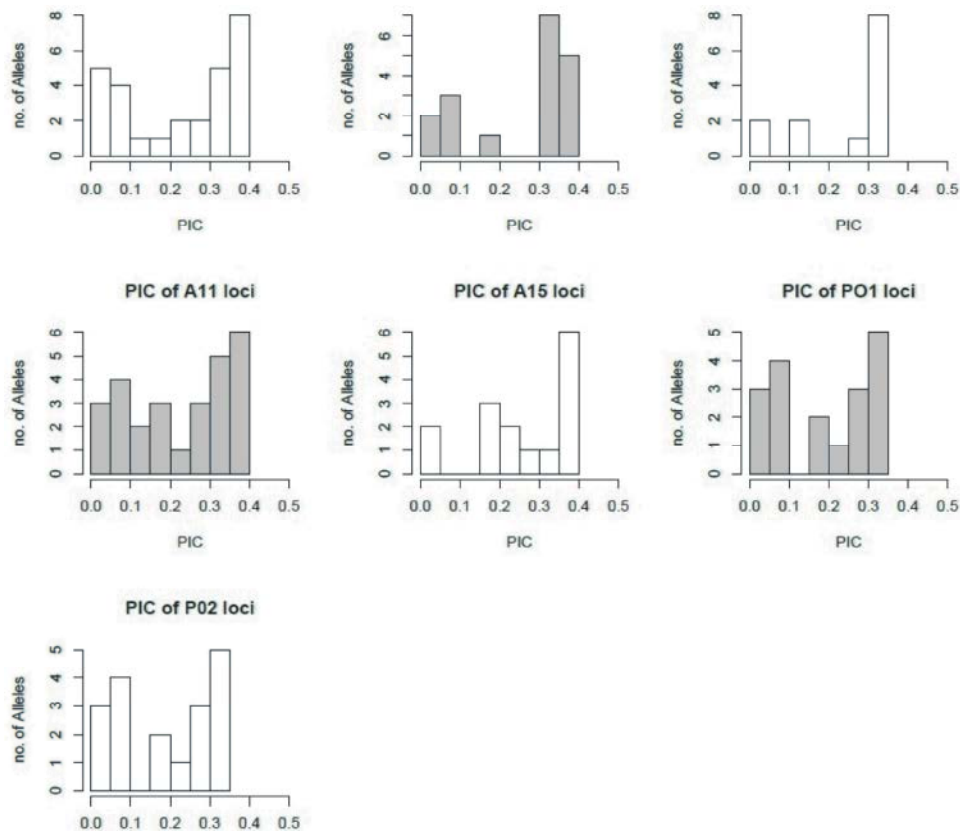 no. of Alleles
0 2 4 6 8
0.0 0.1 0.2 0.3 0.4 0.5
PIC
no. of Alleles
0 2 4 6
0.0 0.1 0.2 0.3 0.4 0.5
PIC
no. of Alleles
0 2 4 6 8
0.0 0.1 0.2 0.3 0.4 0.5
PIC
PIC of A11 loci
no. of Alleles
0 1 2 3 4 5 6
0.0 0.1 0.2 0.3 0.4 0.5
PIC
PIC of A15 loci
no. of Alleles
0 1 2 3 4 5 6
0.0 0.1 0.2 0.3 0.4 0.5
PIC
PIC of PO1 loci
no. of Alleles
0 1 2 3 4 5
0.0 0.1 0.2 0.3 0.4 0.5
PIC
PIC of P02 loci
no. of Alleles
0 1 2 3 4 5
0.0 0.1 0.2 0.3 0.4 0.5